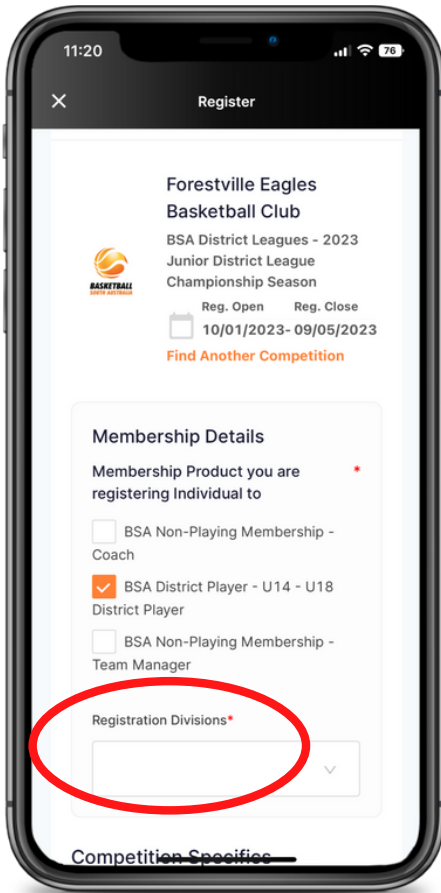 11:20
76
Register
Forestville Eagles
Basketball Club
BSA District Leagues - 2023
Junior District League
Championship Season
BASKETBALL
SOUTH AUSTRALIA
Reg. Open Reg. Close
10/01/2023- 09/05/2023
Find Another Competition
Membership Details
Membership Product you are *
registering Individual to
BSA Non-Playing Membership -
Coach
BSA District Player - U14 - U18
District Player
BSA Non-Playing Membership -
Team Manager
Registration Divisions*
Competition Specifics